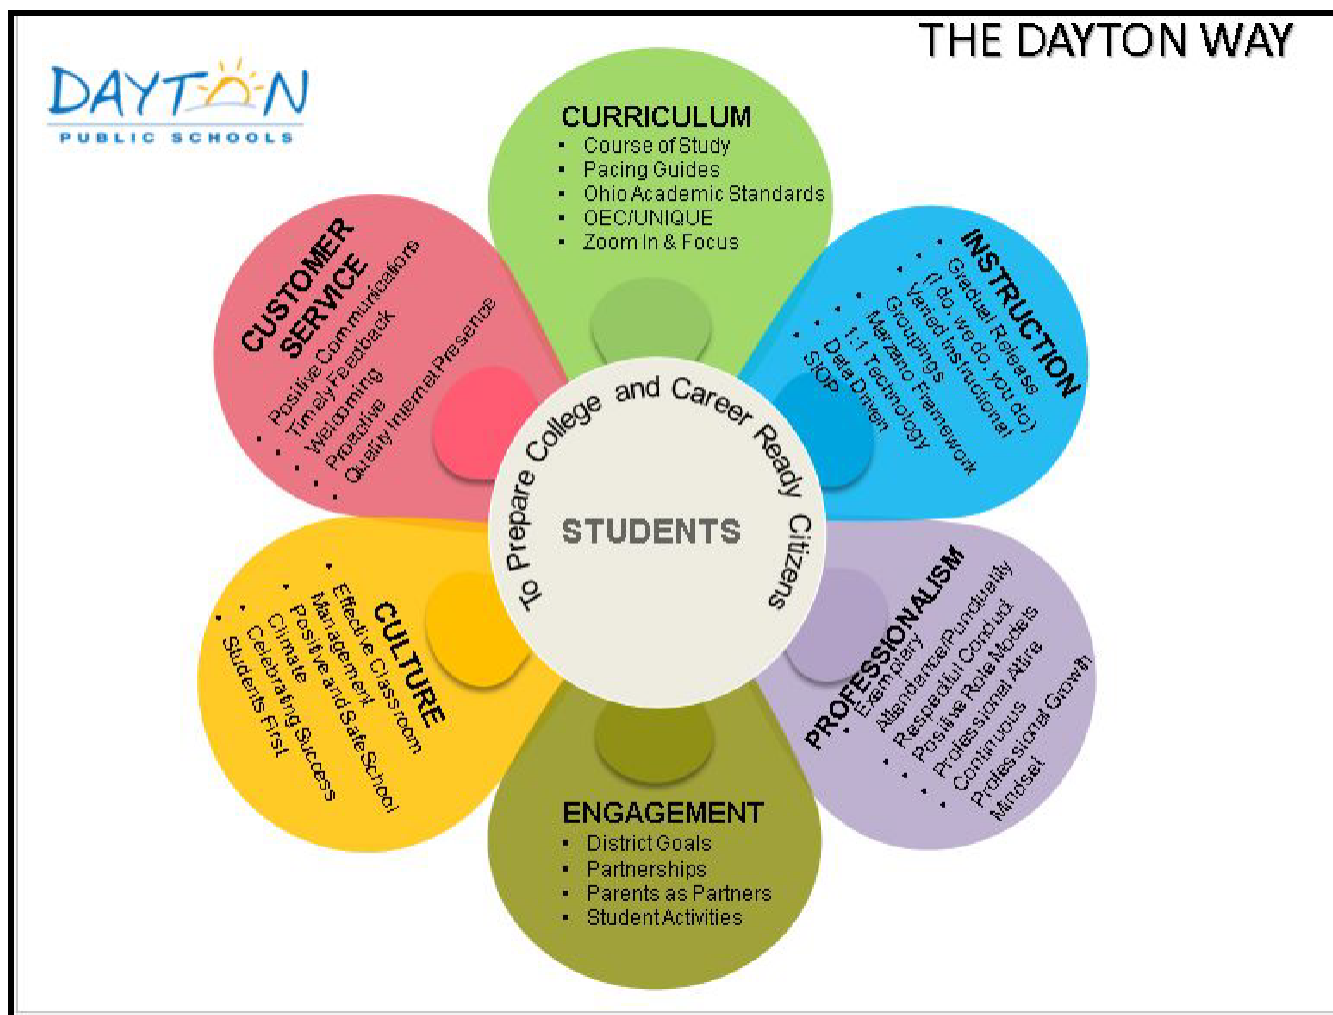 THE DAYTON WAY
DAYTON
PUBLIC SCHOOLS
CURRICULUM
▪ Course of Study
▪ Pacing Guides
▪ Ohio Academic Standards
▪ OEC/UNIQUE
▪ Zoom In & Focus
INSTRUCTION
• Gradual Release
(I do, we do, you do)
• Varied Instructional
Groupings
• Marzano Framework
• 1:1 Technology
• Data Driven
• SIOP
PROFESSIONALISM
• Exemplary
Attendance/Punctuality
• Respectful Conduct
• Positive Role Models
• Professional Attire
• Continuous
Professional Growth
Mindset
ENGAGEMENT
▪ District Goals
▪ Partnerships
▪ Parents as Partners
▪ Student Activities
CULTURE
• Effective Classroom
Management
• Positive and Safe School
Climate
• Celebrating Success
• Students First
CUSTOMER
SERVICE
• Positive Communications
• Timely Feedback
• Welcoming
• Proactive
• Quality Internet Presence
To Prepare College and Career Ready Citizens
STUDENTS